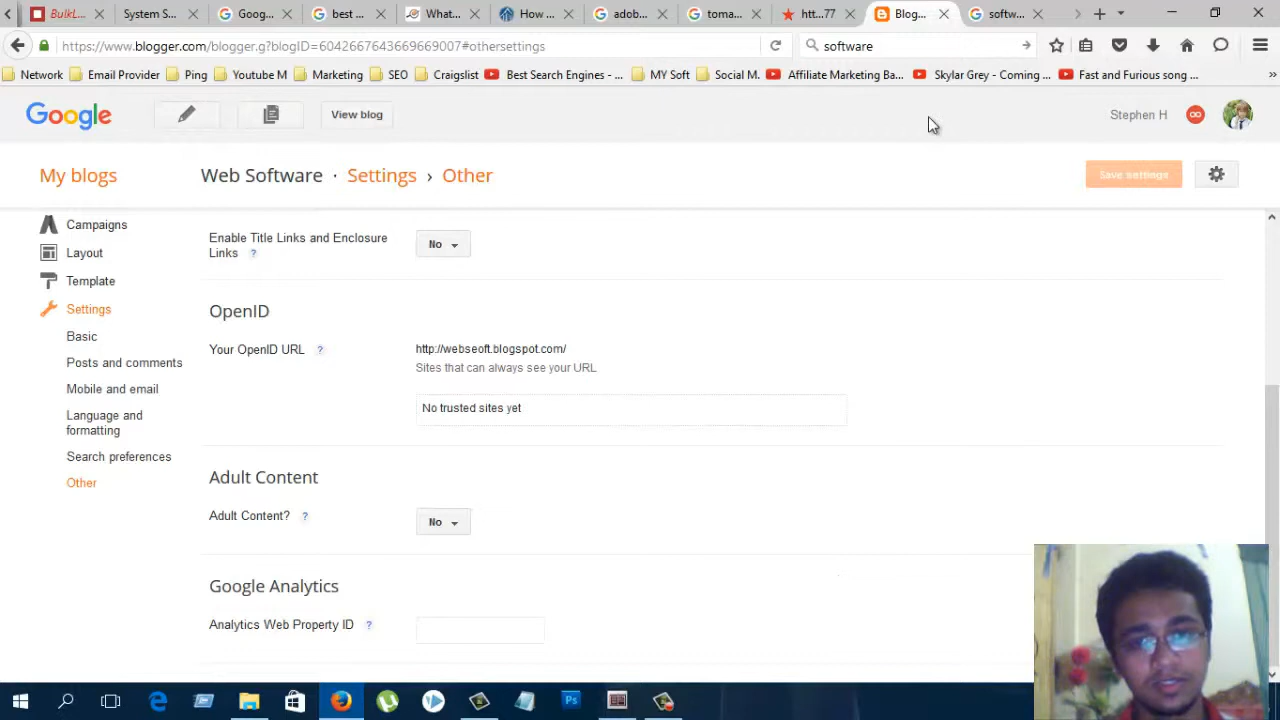 BulkL...
System S...
Goog...
best ...
What...
How ...
adob...
toma...
htt...77
Blog...
softw...
https://www.blogger.com/blogger.g?blogID=6042667643669669007#othersettings
software
Network
Email Provider
Ping
Youtube M
Marketing
SEO
Craigslist
Best Search Engines - ...
MY Soft
Social M.
Affiliate Marketing Ba...
Skylar Grey - Coming ...
Fast and Furious song ...
Google
View blog
Stephen H
My blogs
Web Software · Settings › Other
Save settings
Campaigns
Layout
Template
Settings
Basic
Posts and comments
Mobile and email
Language and
formatting
Search preferences
Other
Enable Title Links and Enclosure
Links ?
No
OpenID
Your OpenID URL ?
http://webseoft.blogspot.com/
Sites that can always see your URL
No trusted sites yet
Adult Content
Adult Content? ?
No
Google Analytics
Analytics Web Property ID ?
Ps